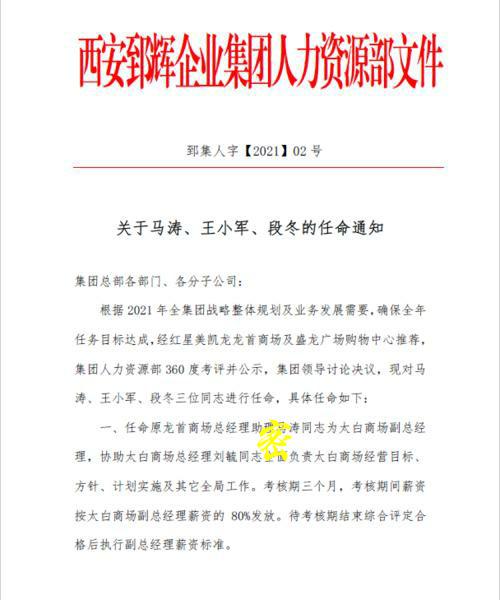 西安郅辉企业集团人力资源部文件
郅集人字【2021】02 号
关于马涛、王小军、段冬的任命通知
集团总部各部门、各分子公司：
根据 2021 年全集团战略整体规划及业务发展需要，确保全年
任务目标达成，经红星美凯龙龙首商场及盛龙广场购物中心推荐，
集团人力资源部 360 度考评并公示，集团领导讨论决议，现对马
涛、王小军、段冬三位同志进行任命，具体任命如下：
一、任命原龙首商场总经理助理马涛同志为太白商场副总经
理，协助太白商场总经理刘毓同志全面负责太白商场经营目标、
方针、计划实施及其它全局工作。考核期三个月，考核期间薪资
按太白商场副总经理薪资的 80%发放。待考核期结束综合评定合
格后执行副总经理薪资标准。
密